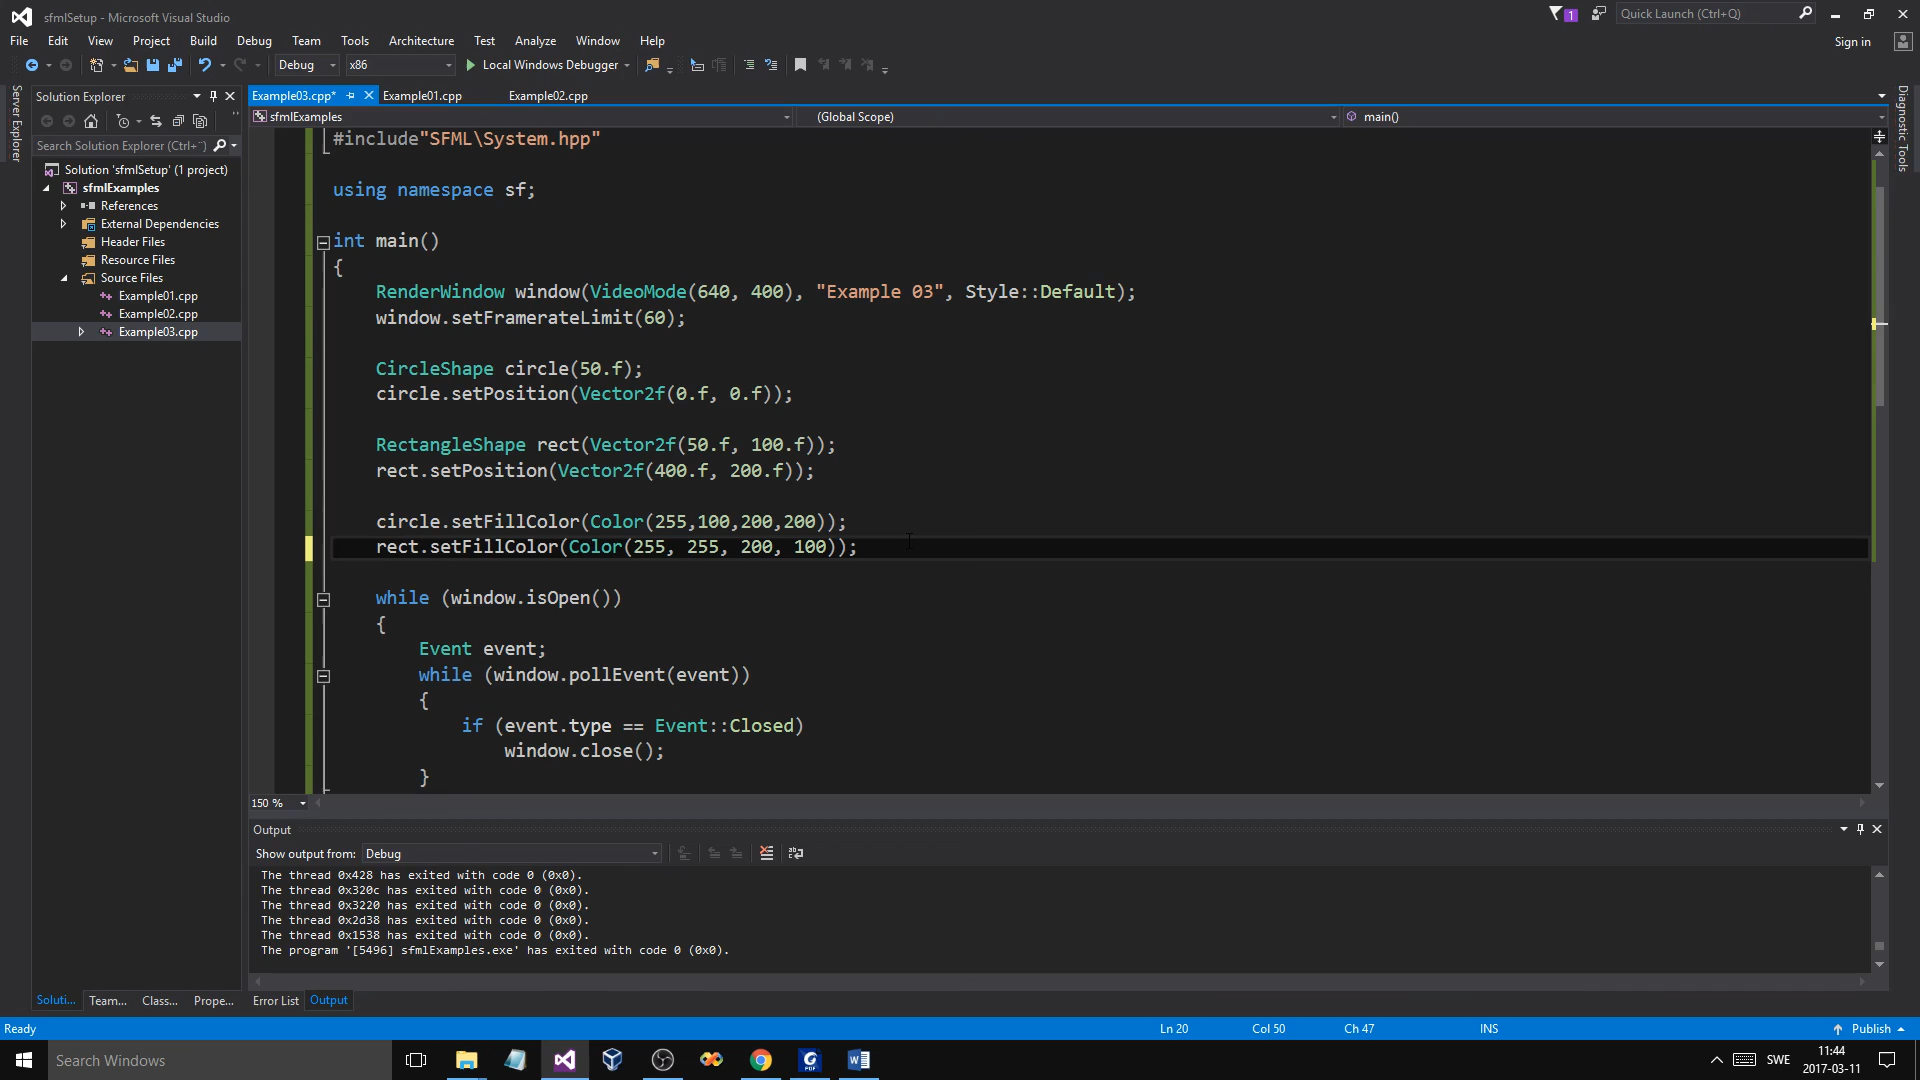 sfmlSetup - Microsoft Visual Studio
1
Quick Launch (Ctrl+Q)
File Edit View Project Build Debug Team Tools Architecture Test Analyze Window Help
Sign in
Debug x86 Local Windows Debugger
Server Explorer
Solution Explorer
Search Solution Explorer (Ctrl+¨)
Solution 'sfmlSetup' (1 project)
sfmlExamples
References
External Dependencies
Header Files
Resource Files
Source Files
Example01.cpp
Example02.cpp
Example03.cpp
Example03.cpp* Example01.cpp Example02.cpp
sfmlExamples (Global Scope) main()
Diagnostic Tools
#include"SFML\System.hpp"
using namespace sf;
int main()
{
RenderWindow window(VideoMode(640, 400), "Example 03", Style::Default);
window.setFramerateLimit(60);
CircleShape circle(50.f);
circle.setPosition(Vector2f(0.f, 0.f));
RectangleShape rect(Vector2f(50.f, 100.f));
rect.setPosition(Vector2f(400.f, 200.f));
circle.setFillColor(Color(255,100,200,200));
rect.setFillColor(Color(255, 255, 200, 100));
while (window.isOpen())
{
Event event;
while (window.pollEvent(event))
{
if (event.type == Event::Closed)
window.close();
}
150 %
Output
Show output from: Debug
The thread 0x428 has exited with code 0 (0x0).
The thread 0x320c has exited with code 0 (0x0).
The thread 0x3220 has exited with code 0 (0x0).
The thread 0x2d38 has exited with code 0 (0x0).
The thread 0x1538 has exited with code 0 (0x0).
The program '[5496] sfmlExamples.exe' has exited with code 0 (0x0).
Soluti... Team... Class... Prope... Error List Output
Ready Ln 20 Col 50 Ch 47 INS Publish
Search Windows
SWE
11:44
2017-03-11